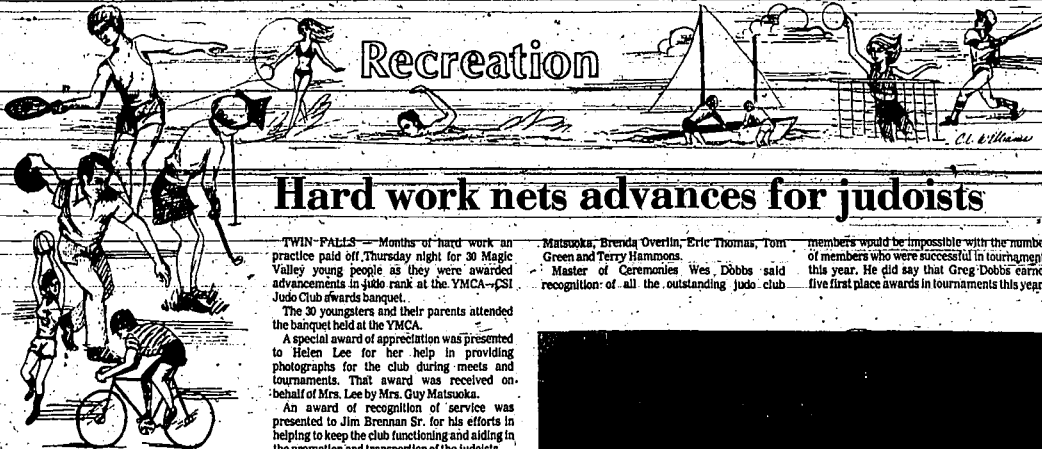 Recreation
C.L. Williams
Hard work nets advances for judoists
TWIN FALLS — Months of hard work an
practice paid off Thursday night for 30 Magic
Valley young people as they were awarded
advancements in judo rank at the YMCA-CSI
Judo Club awards banquet.
The 30 youngsters and their parents attended
the banquet held at the YMCA.
A special award of appreciation was presented
to Helen Lee for her help in providing
photographs for the club during meets and
tournaments. That award was received on
behalf of Mrs. Lee by Mrs. Guy Matsuoka.
An award of recognition of service was
presented to Jim Brennan Sr. for his efforts in
helping to keep the club functioning and aiding in
the promotion and transportation of the judoists.
Matsuoka, Brenda Overlin, Eric Thomas, Tom
Green and Terry Hammons.
Master of Ceremonies Wes Dobbs said
recognition of all the outstanding judo club
members would be impossible with the numbe
of members who were successful in tournament
this year. He did say that Greg Dobbs earne
five first place awards in tournaments this year